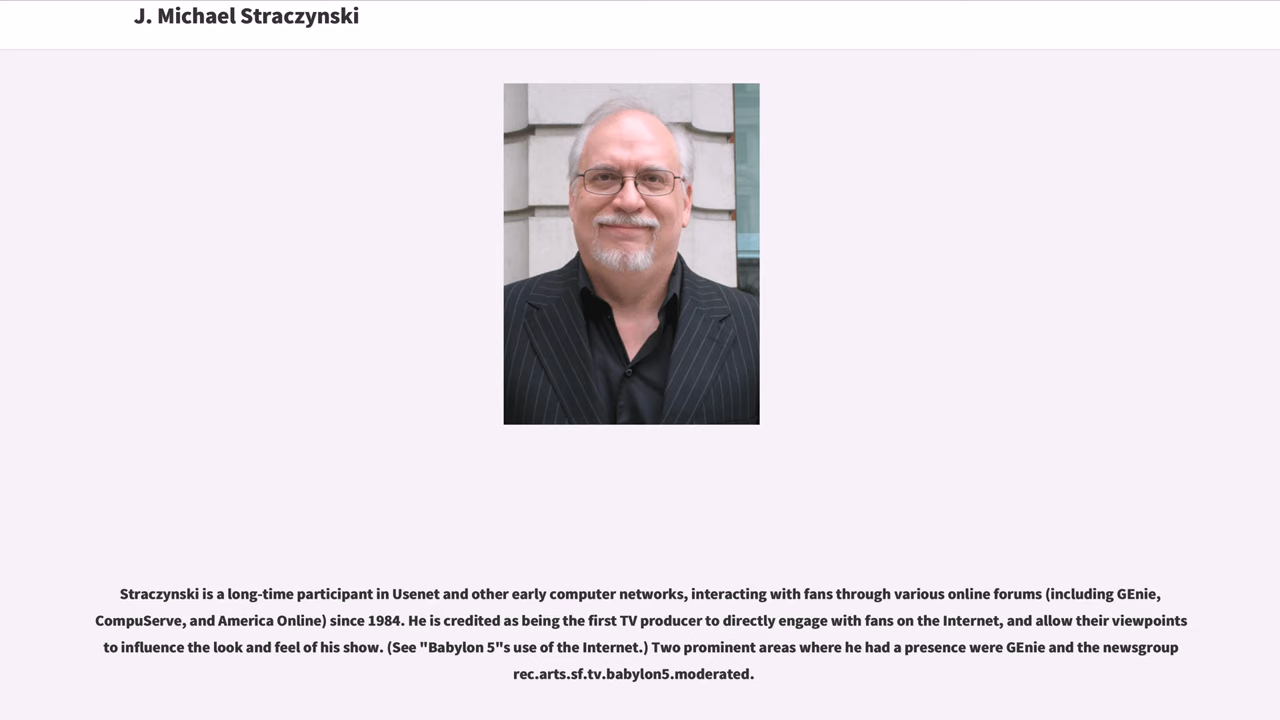 J. Michael Straczynski
Straczynski is a long-time participant in Usenet and other early computer networks, interacting with fans through various online forums (including GEnie,
CompuServe, and America Online) since 1984. He is credited as being the first TV producer to directly engage with fans on the Internet, and allow their viewpoints
to influence the look and feel of his show. (See "Babylon 5"s use of the Internet.) Two prominent areas where he had a presence were GEnie and the newsgroup
rec.arts.sf.tv.babylon5.moderated.